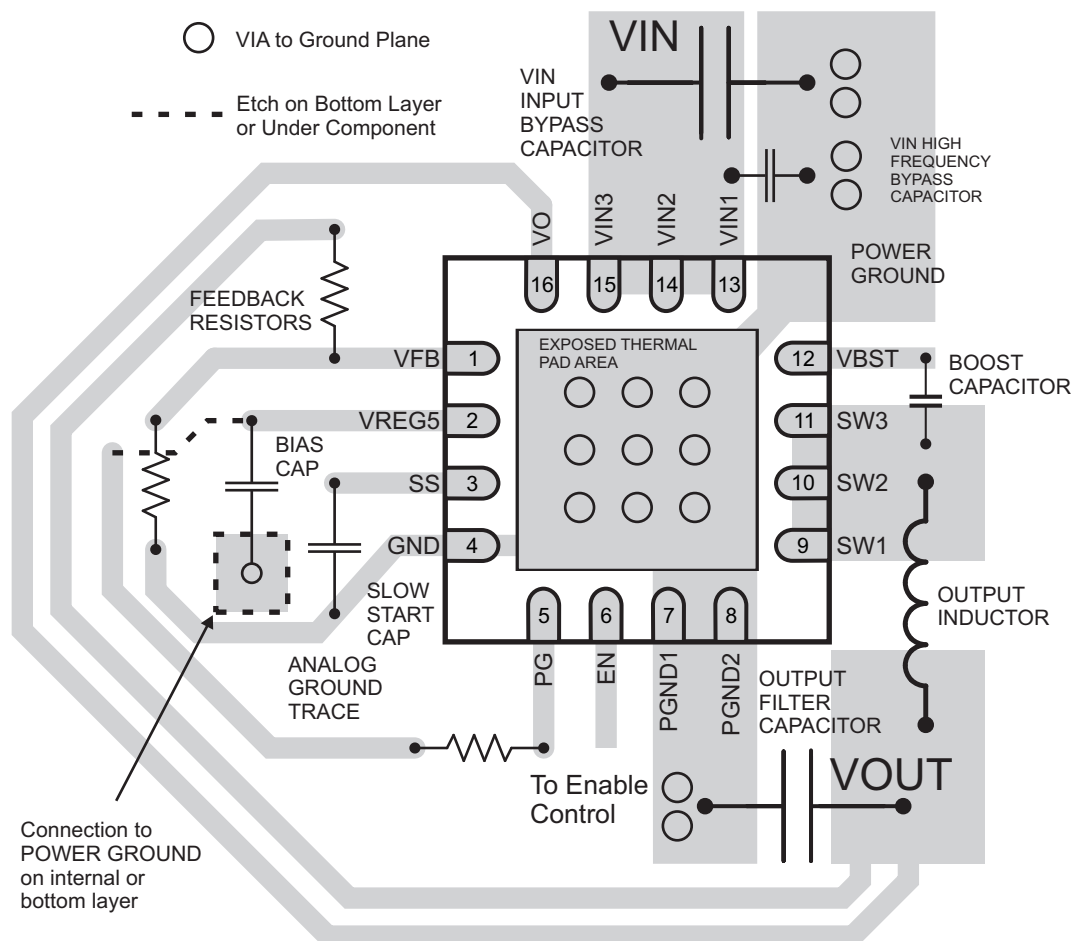 VIA to Ground Plane
Etch on Bottom Layer
or Under Component
VIN
VIN
INPUT
BYPASS
CAPACITOR
VIN HIGH
FREQUENCY
BYPASS
CAPACITOR
VO
VIN3
VIN2
VIN1
POWER
GROUND
16
15
14
13
FEEDBACK
RESISTORS
EXPOSED THERMAL
PAD AREA
VFB
1
12
VBST
BOOST
CAPACITOR
VREG5
2
11
SW3
BIAS
CAP
SS
3
10
SW2
GND
4
9
SW1
SLOW
START
CAP
OUTPUT
INDUCTOR
5
6
7
8
PG
EN
PGND1
PGND2
ANALOG
GROUND
TRACE
OUTPUT
FILTER
CAPACITOR
To Enable
Control
VOUT
Connection to
POWER GROUND
on internal or
bottom layer